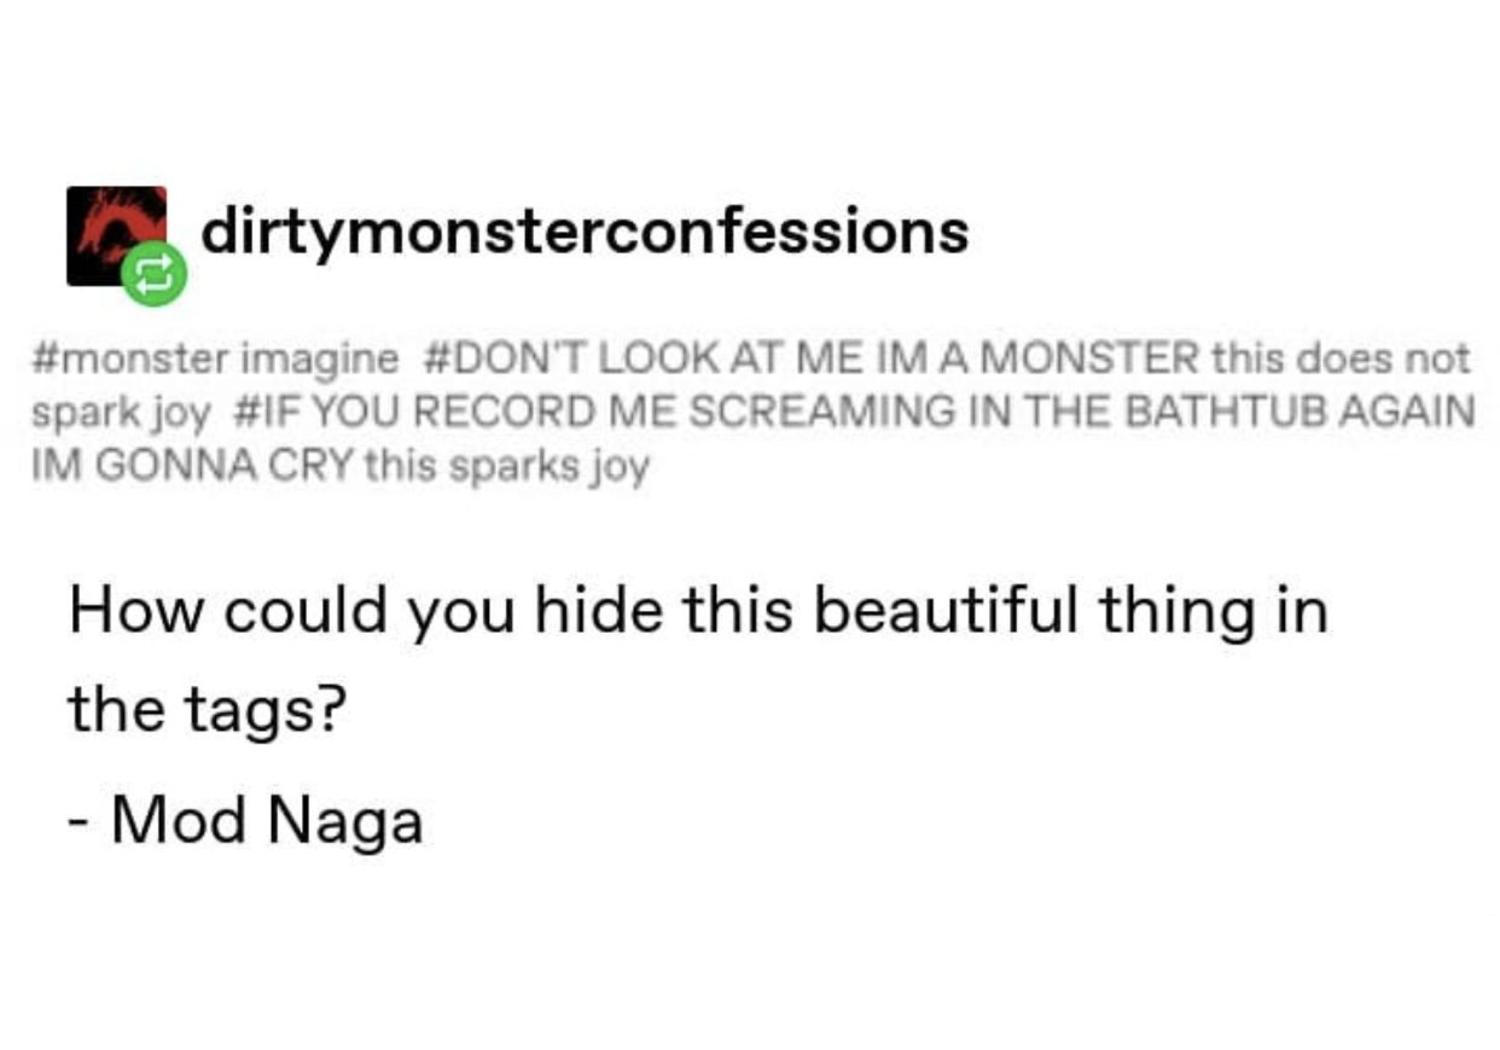 dirtymonsterconfessions
#monster imagine #DON'T LOOK AT ME IM A MONSTER this does not
spark joy #IF YOU RECORD ME SCREAMING IN THE BATHTUB AGAIN
IM GONNA CRY this sparks joy
How could you hide this beautiful thing in
the tags?
- Mod Naga